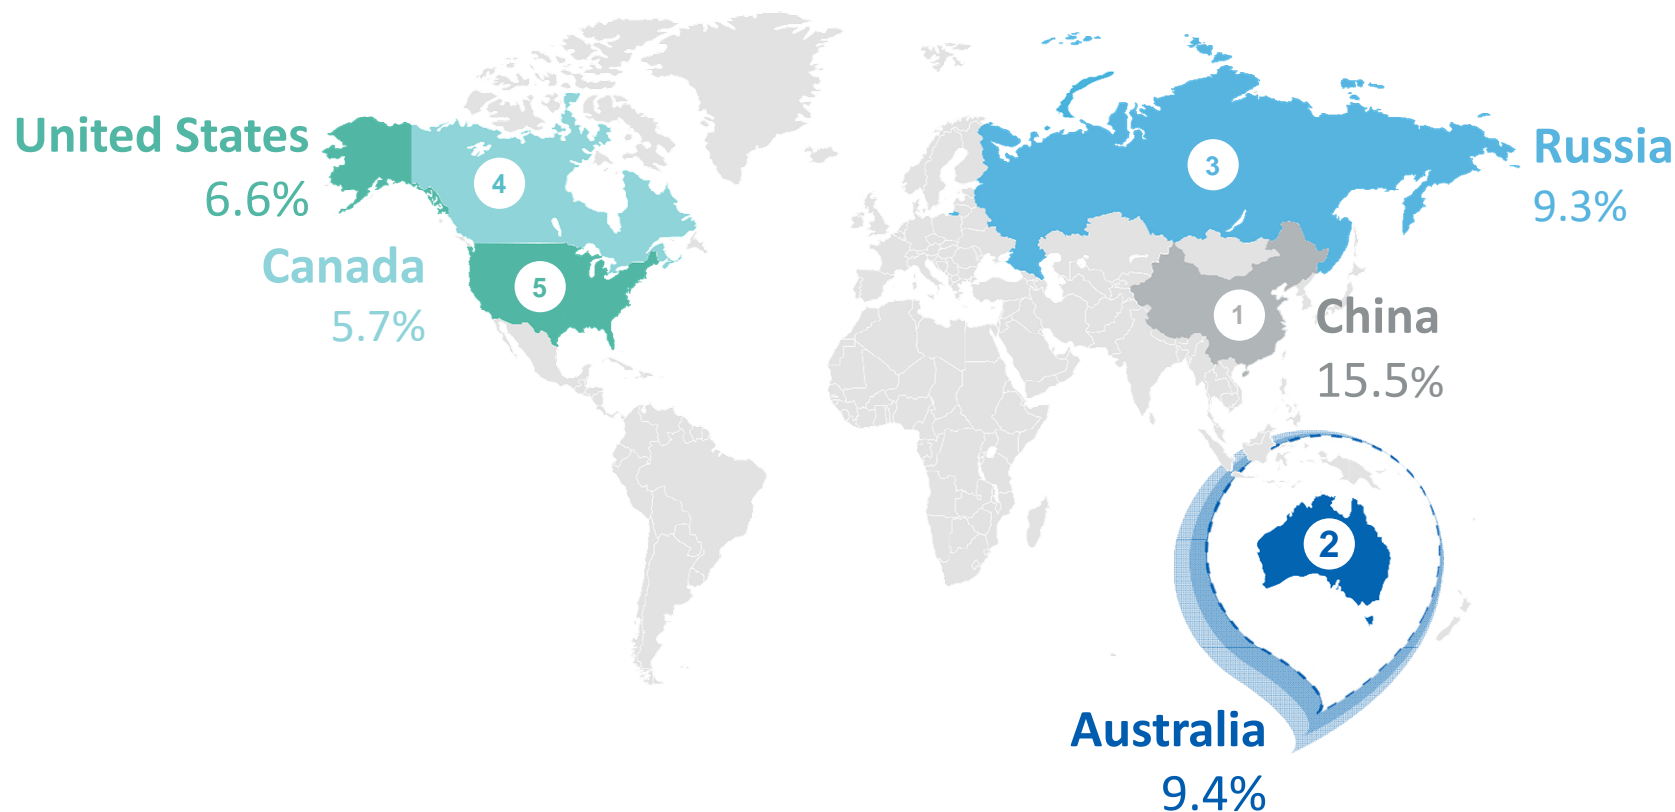 United States
6.6%
4
Canada
5.7%
5
3
Russia
9.3%
1
China
15.5%
2
Australia
9.4%